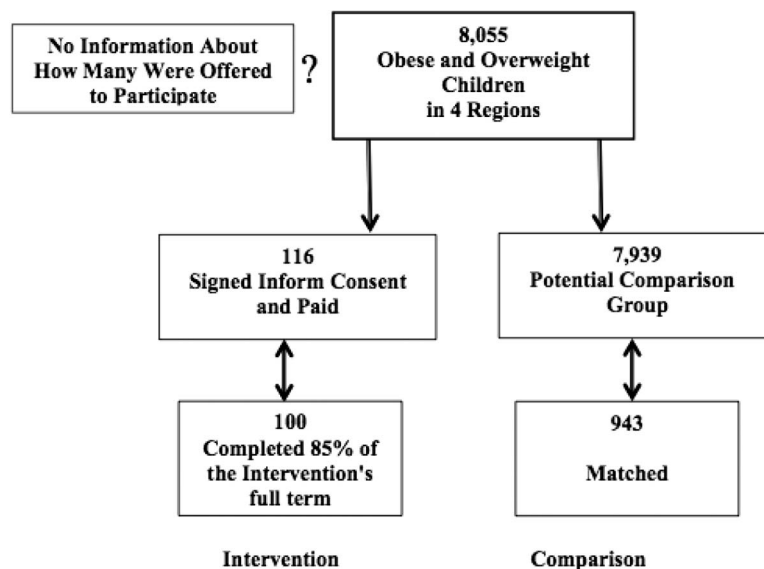 No Information About
How Many Were Offered
to Participate
?
8,055
Obese and Overweight
Children
in 4 Regions
116
Signed Inform Consent
and Paid
7,939
Potential Comparison
Group
100
Completed 85% of
the Intervention's
full term
943
Matched
Intervention
Comparison